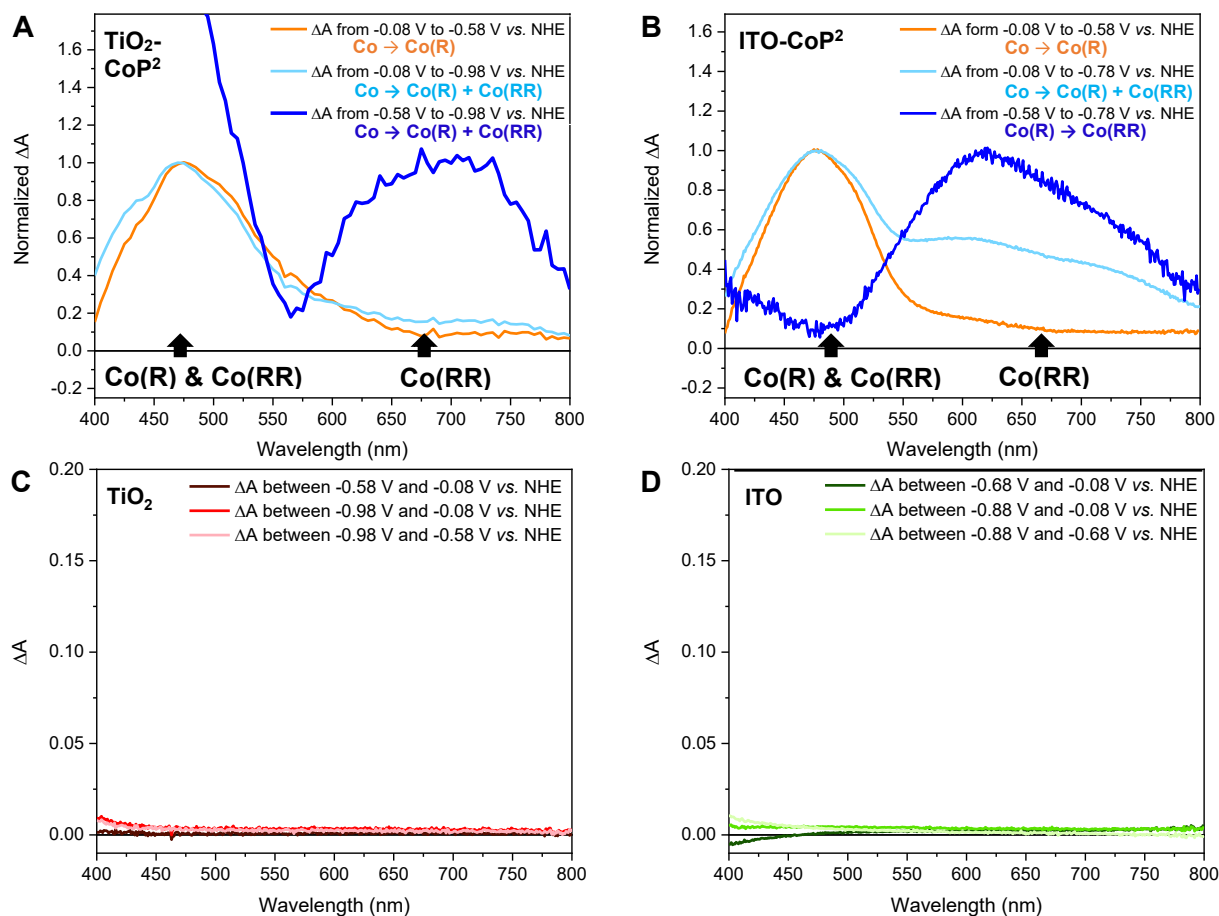 A
TiO2-
CoP2
ΔA from -0.08 V to -0.58 V vs. NHE
Co → Co(R)
ΔA from -0.08 V to -0.98 V vs. NHE
Co → Co(R) + Co(RR)
ΔA from -0.58 V to -0.98 V vs. NHE
Co → Co(R) + Co(RR)
Normalized ΔA
1.6
1.4
1.2
1.0
0.8
0.6
0.4
0.2
0.0
-0.2
Co(R) & Co(RR)
Co(RR)
400 450 500 550 600 650 700 750 800
Wavelength (nm)
B
ITO-CoP2
ΔA form -0.08 V to -0.58 V vs. NHE
Co → Co(R)
ΔA from -0.08 V to -0.78 V vs. NHE
Co → Co(R) + Co(RR)
ΔA from -0.58 V to -0.78 V vs. NHE
Co(R) → Co(RR)
Normalized ΔA
1.6
1.4
1.2
1.0
0.8
0.6
0.4
0.2
0.0
-0.2
Co(R) & Co(RR)
Co(RR)
400 450 500 550 600 650 700 750 800
Wavelength (nm)
C
TiO2
ΔA between -0.58 V and -0.08 V vs. NHE
ΔA between -0.98 V and -0.08 V vs. NHE
ΔA between -0.98 V and -0.58 V vs. NHE
ΔA
0.20
0.15
0.10
0.05
0.00
400 450 500 550 600 650 700 750 800
Wavelength (nm)
D
ITO
ΔA between -0.68 V and -0.08 V vs. NHE
ΔA between -0.88 V and -0.08 V vs. NHE
ΔA between -0.88 V and -0.68 V vs. NHE
ΔA
0.20
0.15
0.10
0.05
0.00
400 450 500 550 600 650 700 750 800
Wavelength (nm)